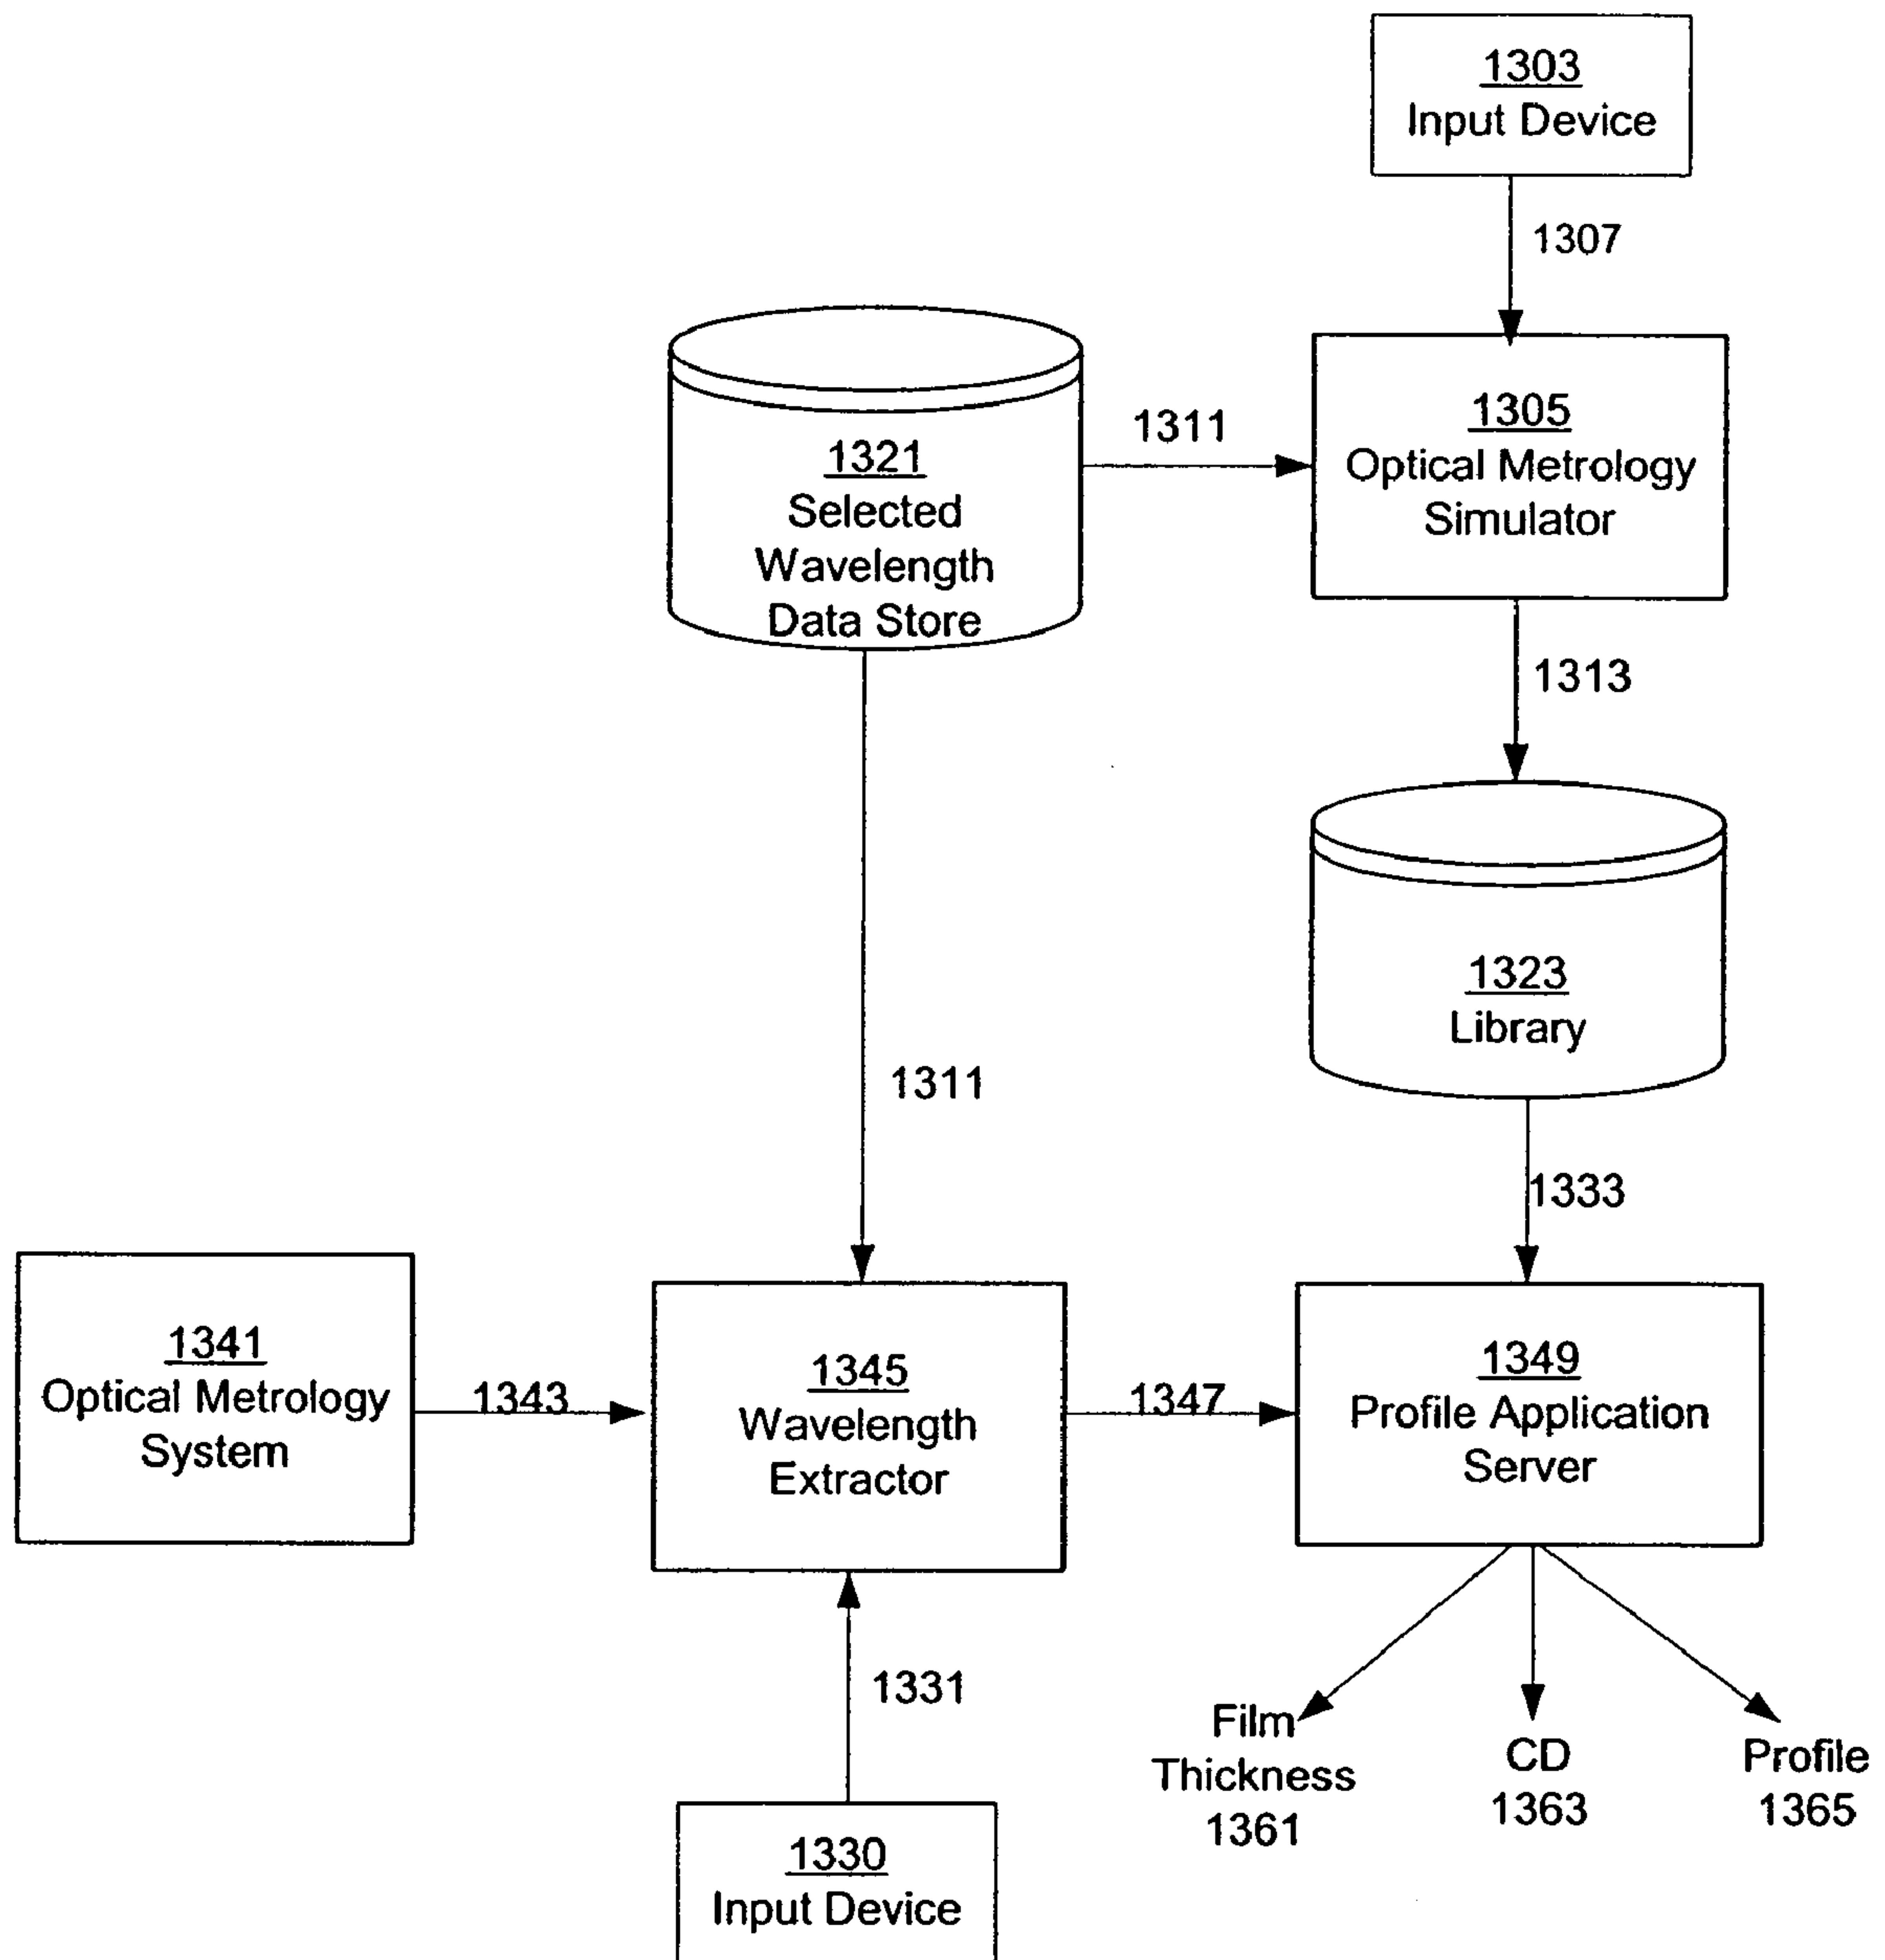 1303
Input Device
1307
1321
Selected
Wavelength
Data Store
1311
1305
Optical Metrology
Simulator
1313
1323
Library
1311
1333
1341
Optical Metrology
System
1343
1345
Wavelength
Extractor
1347
1349
Profile Application
Server
1331
Film
Thickness
1361
CD
1363
Profile
1365
1330
Input Device